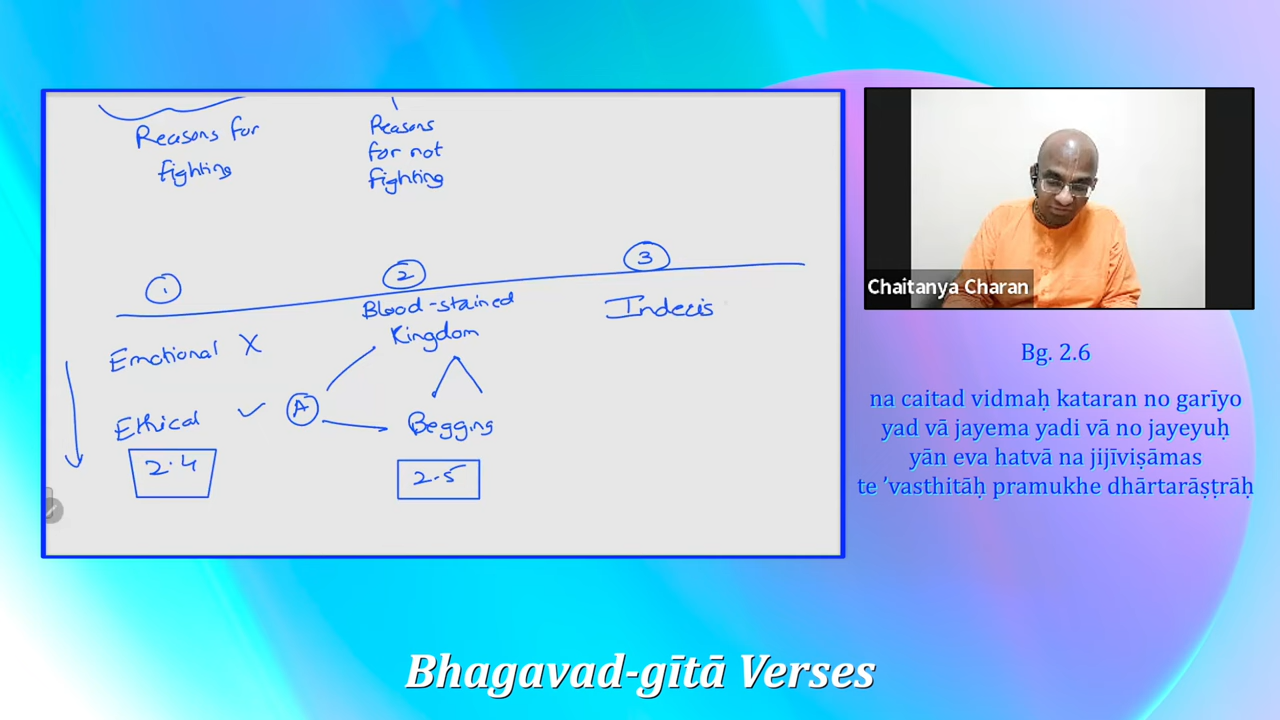 Reasons for
fighting
Reasons
for not
fighting
1
2
3
Emotional X
Ethical ✓
2.4
A
Blood-stained
Kingdom
Begging
2.5
Indecis
Chaitanya Charan
Bg. 2.6
na caitad vidmaḥ kataran no garīyo
yad vā jayema yadi vā no jayeyuḥ
yān eva hatvā na jijīviṣāmas
te ’vasthitāḥ pramukhe dhārtarāṣṭrāḥ
Bhagavad-gītā Verses